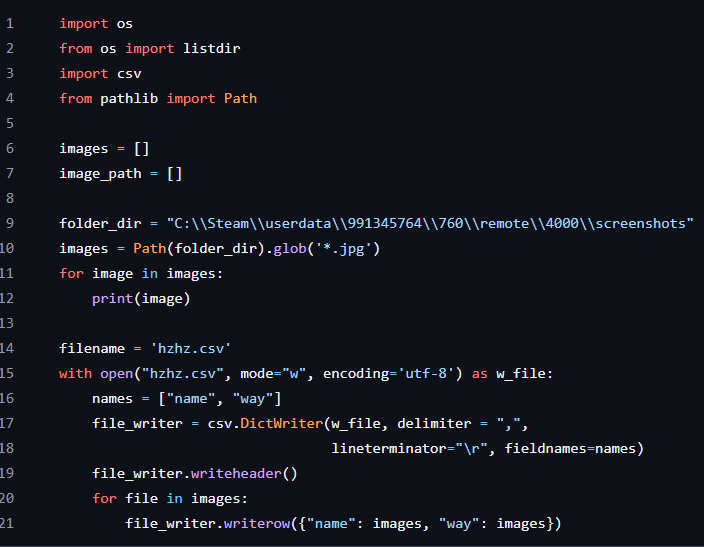 1 import os
2 from os import listdir
3 import csv
4 from pathlib import Path
5
6 images = []
7 image_path = []
8
9 folder_dir = "C:\\Steam\\userdata\\991345764\\760\\remote\\4000\\screenshots"
10 images = Path(folder_dir).glob('*.jpg')
11 for image in images:
12     print(image)
13
14 filename = 'hzhz.csv'
15 with open("hzhz.csv", mode="w", encoding='utf-8') as w_file:
16     names = ["name", "way"]
17     file_writer = csv.DictWriter(w_file, delimiter = ",",
18                                  lineterminator="\r", fieldnames=names)
19     file_writer.writeheader()
20     for file in images:
21         file_writer.writerow({"name": images, "way": images})